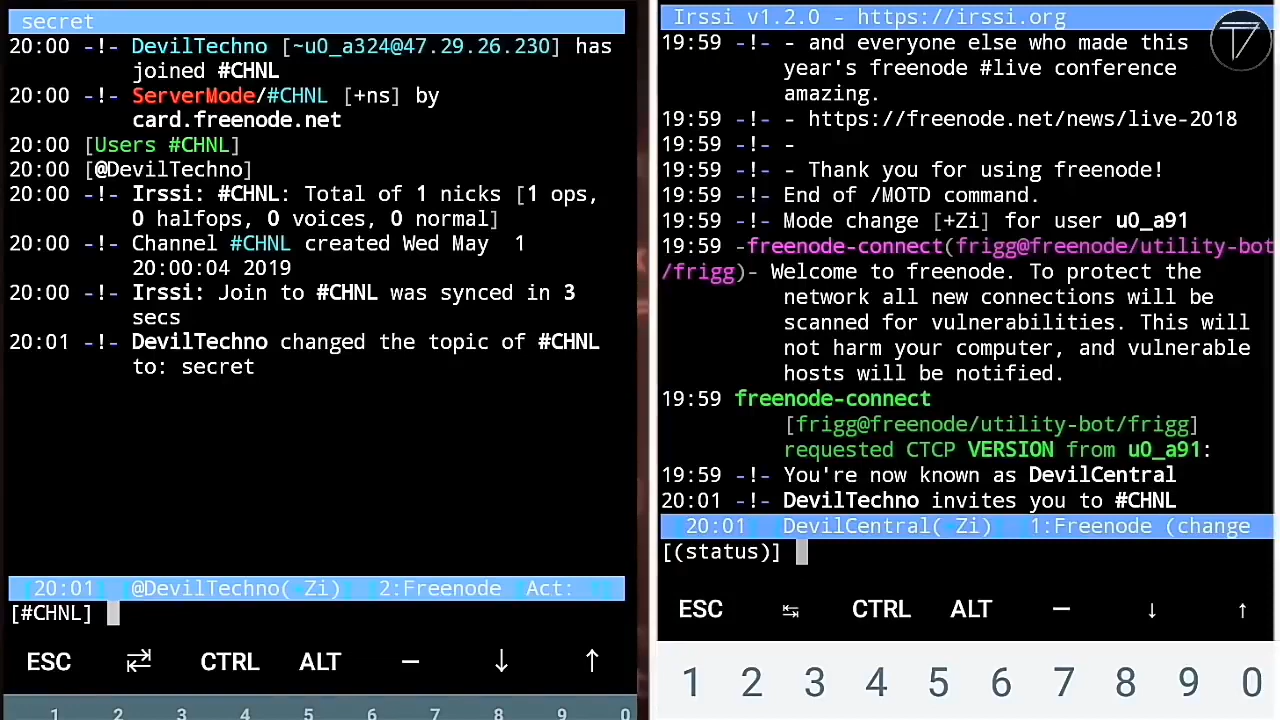 secret
20:00 -!- DevilTechno [~u0_a324@47.29.26.230] has
joined #CHNL
20:00 -!- ServerMode/#CHNL [+ns] by
card.freenode.net
20:00 [Users #CHNL]
20:00 [@DevilTechno]
20:00 -!- Irssi: #CHNL: Total of 1 nicks [1 ops,
0 halfops, 0 voices, 0 normal]
20:00 -!- Channel #CHNL created Wed May  1
20:00:04 2019
20:00 -!- Irssi: Join to #CHNL was synced in 3
secs
20:01 -!- DevilTechno changed the topic of #CHNL
to: secret
20:01 @DevilTechno( Zi) 2:Freenode Act:
[#CHNL]
ESC ⇄ CTRL ALT — ↓ ↑
1 2 3 4 5 6 7 8 9 0
Irssi v1.2.0 - https://irssi.org
19:59 -!- - and everyone else who made this
year's freenode #live conference
amazing.
19:59 -!- - https://freenode.net/news/live-2018
19:59 -!- -
19:59 -!- - Thank you for using freenode!
19:59 -!- End of /MOTD command.
19:59 -!- Mode change [+Zi] for user u0_a91
19:59 -freenode-connect(frigg@freenode/utility-bot
/frigg)- Welcome to freenode. To protect the
network all new connections will be
scanned for vulnerabilities. This will
not harm your computer, and vulnerable
hosts will be notified.
19:59 freenode-connect
[frigg@freenode/utility-bot/frigg]
requested CTCP VERSION from u0_a91:
19:59 -!- You're now known as DevilCentral
20:01 -!- DevilTechno invites you to #CHNL
20:01 DevilCentral( Zi) 1:Freenode (change
[(status)]
ESC ↹ CTRL ALT — ↓ ↑
1 2 3 4 5 6 7 8 9 0